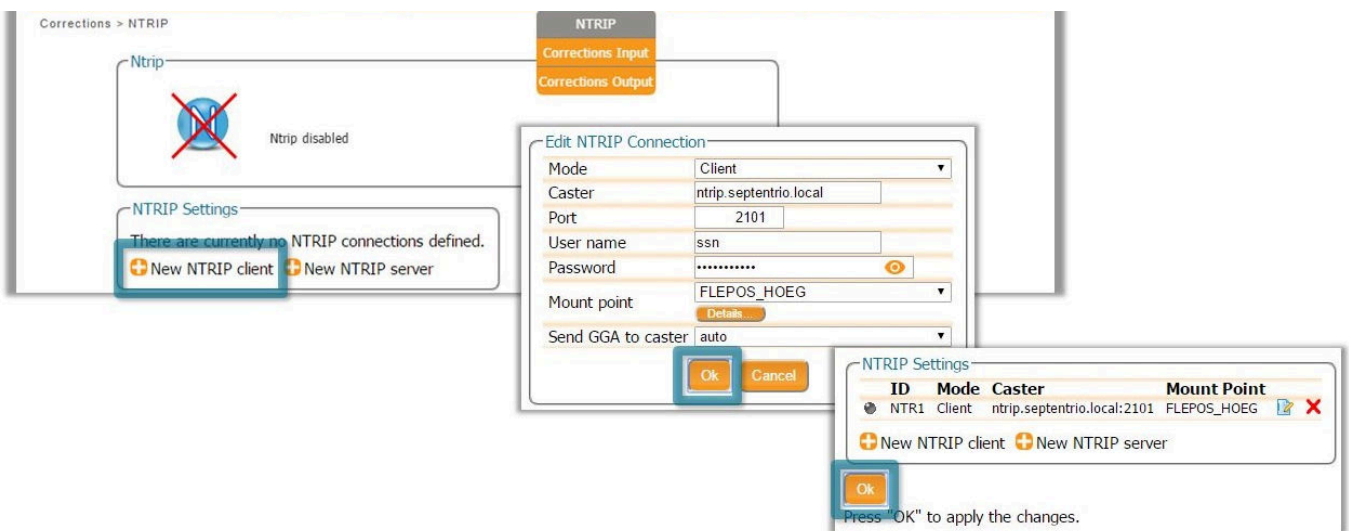 Corrections > NTRIP
NTRIP
Corrections Input
Corrections Output
Ntrip
Ntrip disabled
NTRIP Settings
There are currently no NTRIP connections defined.
New NTRIP client New NTRIP server
Edit NTRIP Connection
Mode Client
Caster ntrip.septentrio.local
Port 2101
User name ssn
Password •••••••••••
Mount point FLEPOS_HOEG
Details...
Send GGA to caster auto
Ok Cancel
NTRIP Settings
ID Mode Caster Mount Point
NTR1 Client ntrip.septentrio.local:2101 FLEPOS_HOEG
New NTRIP client New NTRIP server
Ok
Press "OK" to apply the changes.